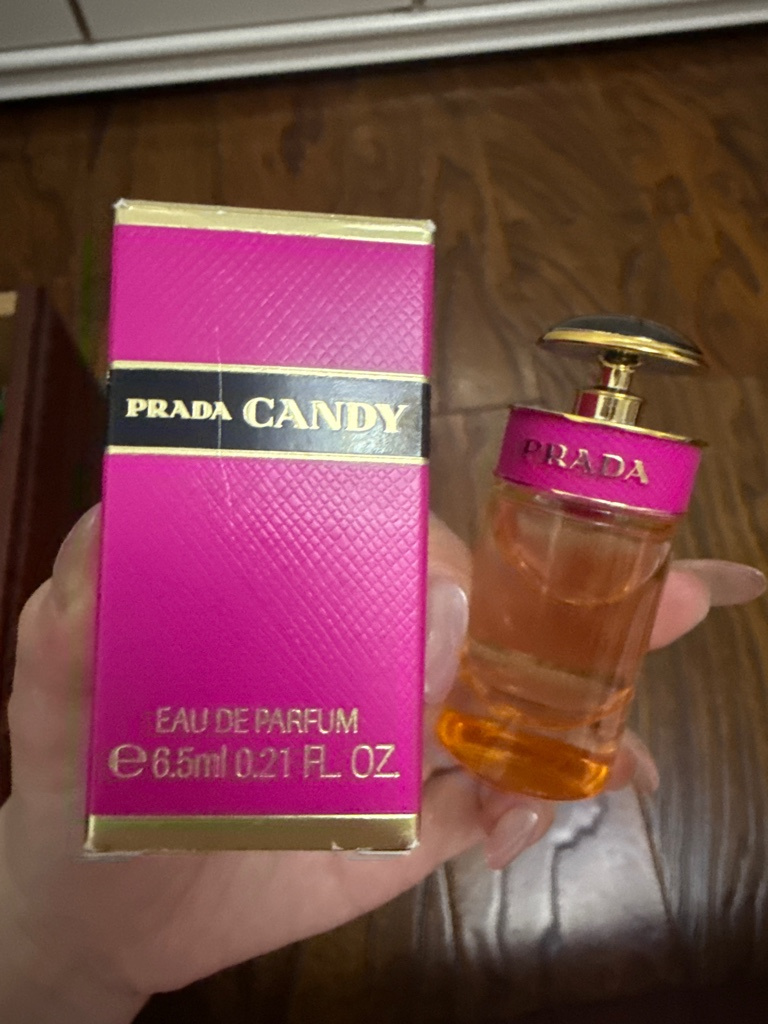 PRADA CANDY
EAU DE PARFUM
℮ 6.5ml 0.21 FL. OZ.
PRADA